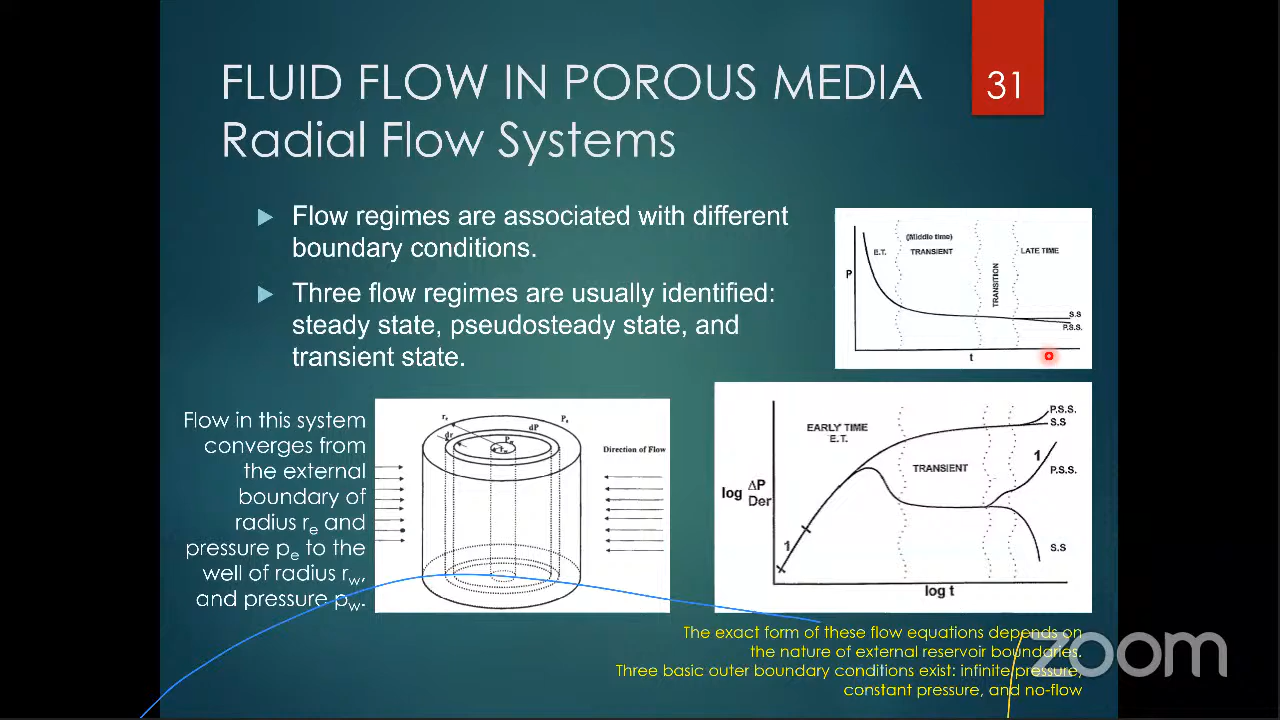 FLUID FLOW IN POROUS MEDIA
Radial Flow Systems
31
Flow regimes are associated with different
boundary conditions.
Three flow regimes are usually identified:
steady state, pseudosteady state, and
transient state.
P
E.T.
(Middle time)
TRANSIENT
TRANSITION
LATE TIME
S.S
P.S.S.
t
Flow in this system
converges from
the external
boundary of
radius re and
pressure pe to the
well of radius rw,
and pressure pw.
re
Pe
dP
dr
Pw
rw
Direction of Flow
log ΔP
Der
EARLY TIME
E.T.
TRANSIENT
P.S.S.
S.S
1
P.S.S.
1
S.S
log t
The exact form of these flow equations depends on
the nature of external reservoir boundaries.
Three basic outer boundary conditions exist: infinite pressure,
constant pressure, and no-flow
zoom